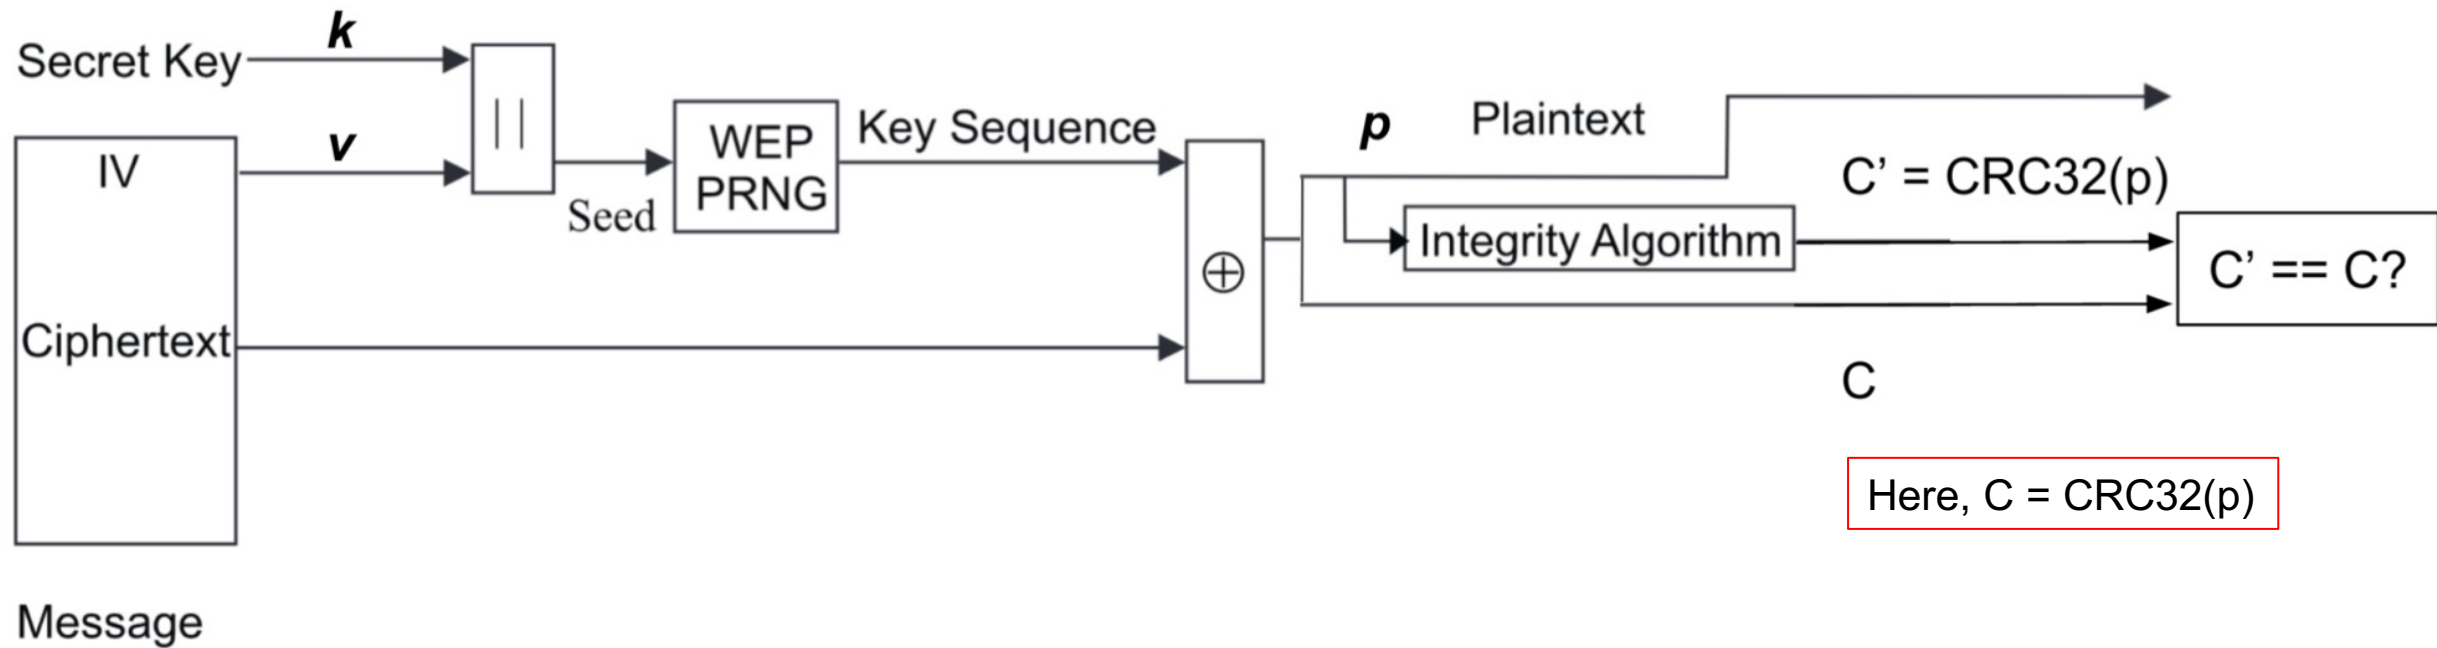 Secret Key
k
IV
v
||
Seed
WEP
PRNG
Key Sequence
Ciphertext
⊕
p
Plaintext
Integrity Algorithm
C’ = CRC32(p)
C’ == C?
C
Here, C = CRC32(p)
Message